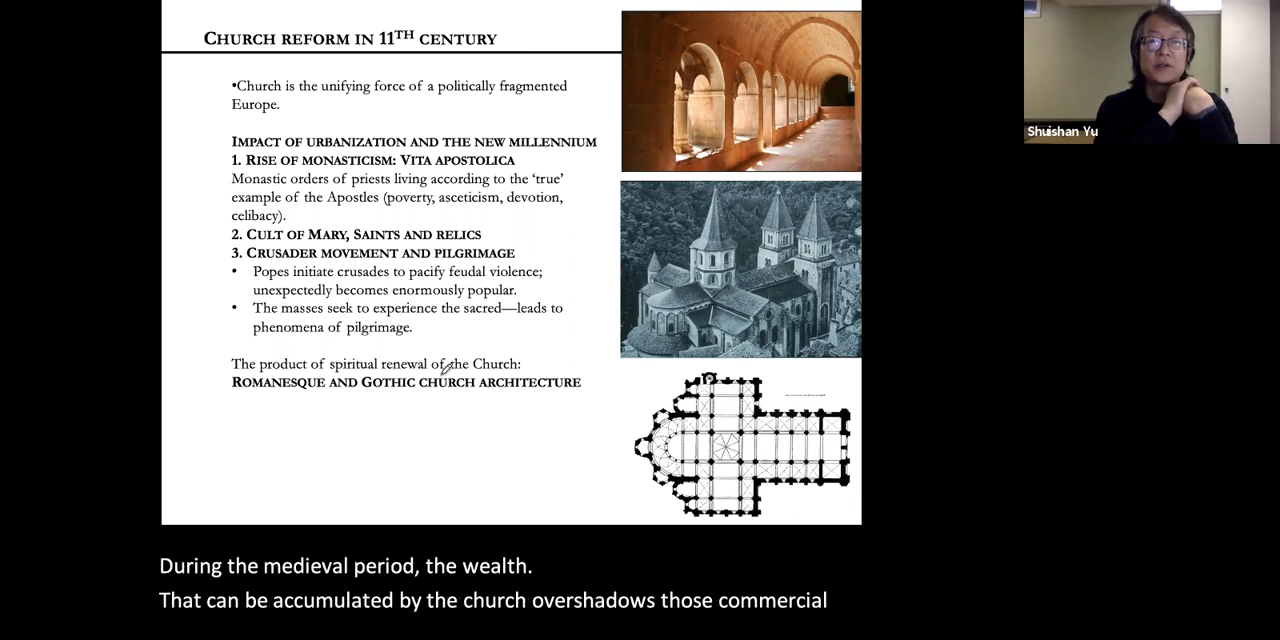 CHURCH REFORM IN 11TH CENTURY
•Church is the unifying force of a politically fragmented
Europe.
IMPACT OF URBANIZATION AND THE NEW MILLENNIUM
1. RISE OF MONASTICISM: VITA APOSTOLICA
Monastic orders of priests living according to the ‘true’
example of the Apostles (poverty, asceticism, devotion,
celibacy).
2. CULT OF MARY, SAINTS AND RELICS
3. CRUSADER MOVEMENT AND PILGRIMAGE
• Popes initiate crusades to pacify feudal violence;
unexpectedly becomes enormously popular.
• The masses seek to experience the sacred—leads to
phenomena of pilgrimage.
The product of spiritual renewal of the Church:
ROMANESQUE AND GOTHIC CHURCH ARCHITECTURE
Shuishan Yu
During the medieval period, the wealth.
That can be accumulated by the church overshadows those commercial